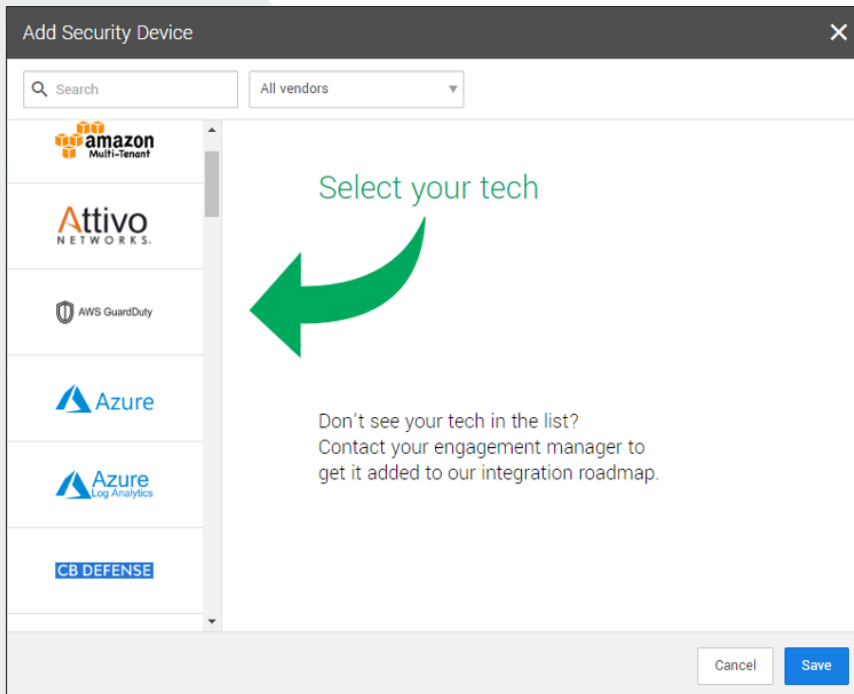 Add Security Device
Search
All vendors
amazon
Multi-Tenant
Attivo
NETWORKS.
AWS GuardDuty
Azure
Azure
Log Analytics
CB DEFENSE
Select your tech
Don't see your tech in the list?
Contact your engagement manager to
get it added to our integration roadmap.
Cancel
Save